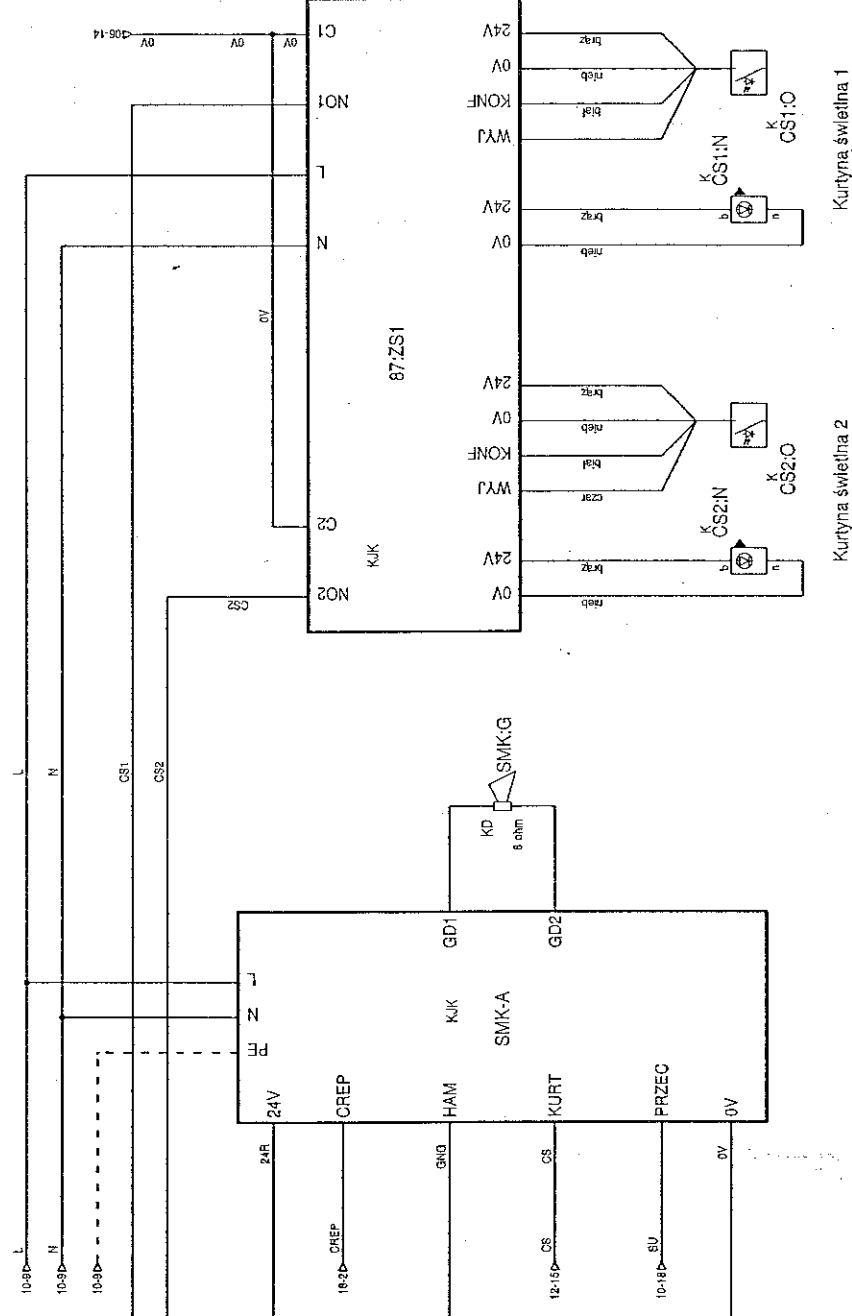 106-14
0V
0V
0V
C1
NO1
L
N
0V
C2
NO2
CS2
87:ZS1
KJK
24V
0V
KONF
WYJ
24V
0V
24V
0V
KONF
WYJ
24V
0V
brąz
nieb
biał
brąz
nieb
brąz
nieb
biał
czar
brąz
nieb
K
CS1:O
K
CS1:N
b
n
Kurtyna świetlna 1
K
CS2:O
K
CS2:N
b
n
Kurtyna świetlna 2
L
N
CS1
CS2
SMK:G
KD
8 ohm
GD1
GD2
KJK
SMK-A
L
N
PE
24V
CREP
HAM
KURT
PRZEC
0V
24R
CREP
GNG
CS
CS
SU
0V
L
N
10-9
10-9
10-9
18-2
12-15
10-18